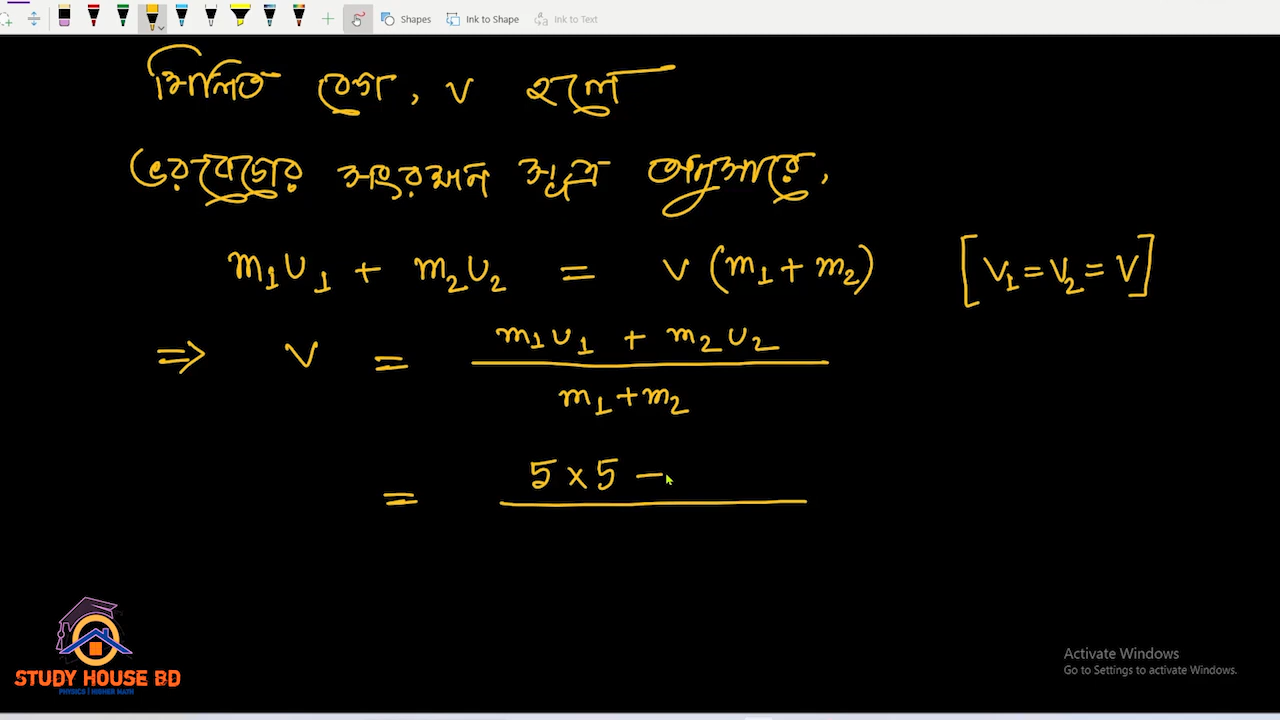 Shapes Ink to Shape Ink to Text
মিলিত বেগ, v হলে
ভরবেগের সংরক্ষন সূত্র অনুসারে,
m₁u₁ + m₂u₂ = v (m₁ + m₂) [v₁ = v₂ = v]
⇒ v = (m₁u₁ + m₂u₂) / (m₁ + m₂)
= 5 × 5 –
STUDY HOUSE BD
PHYSICS | HIGHER MATH
Activate Windows
Go to Settings to activate Windows.